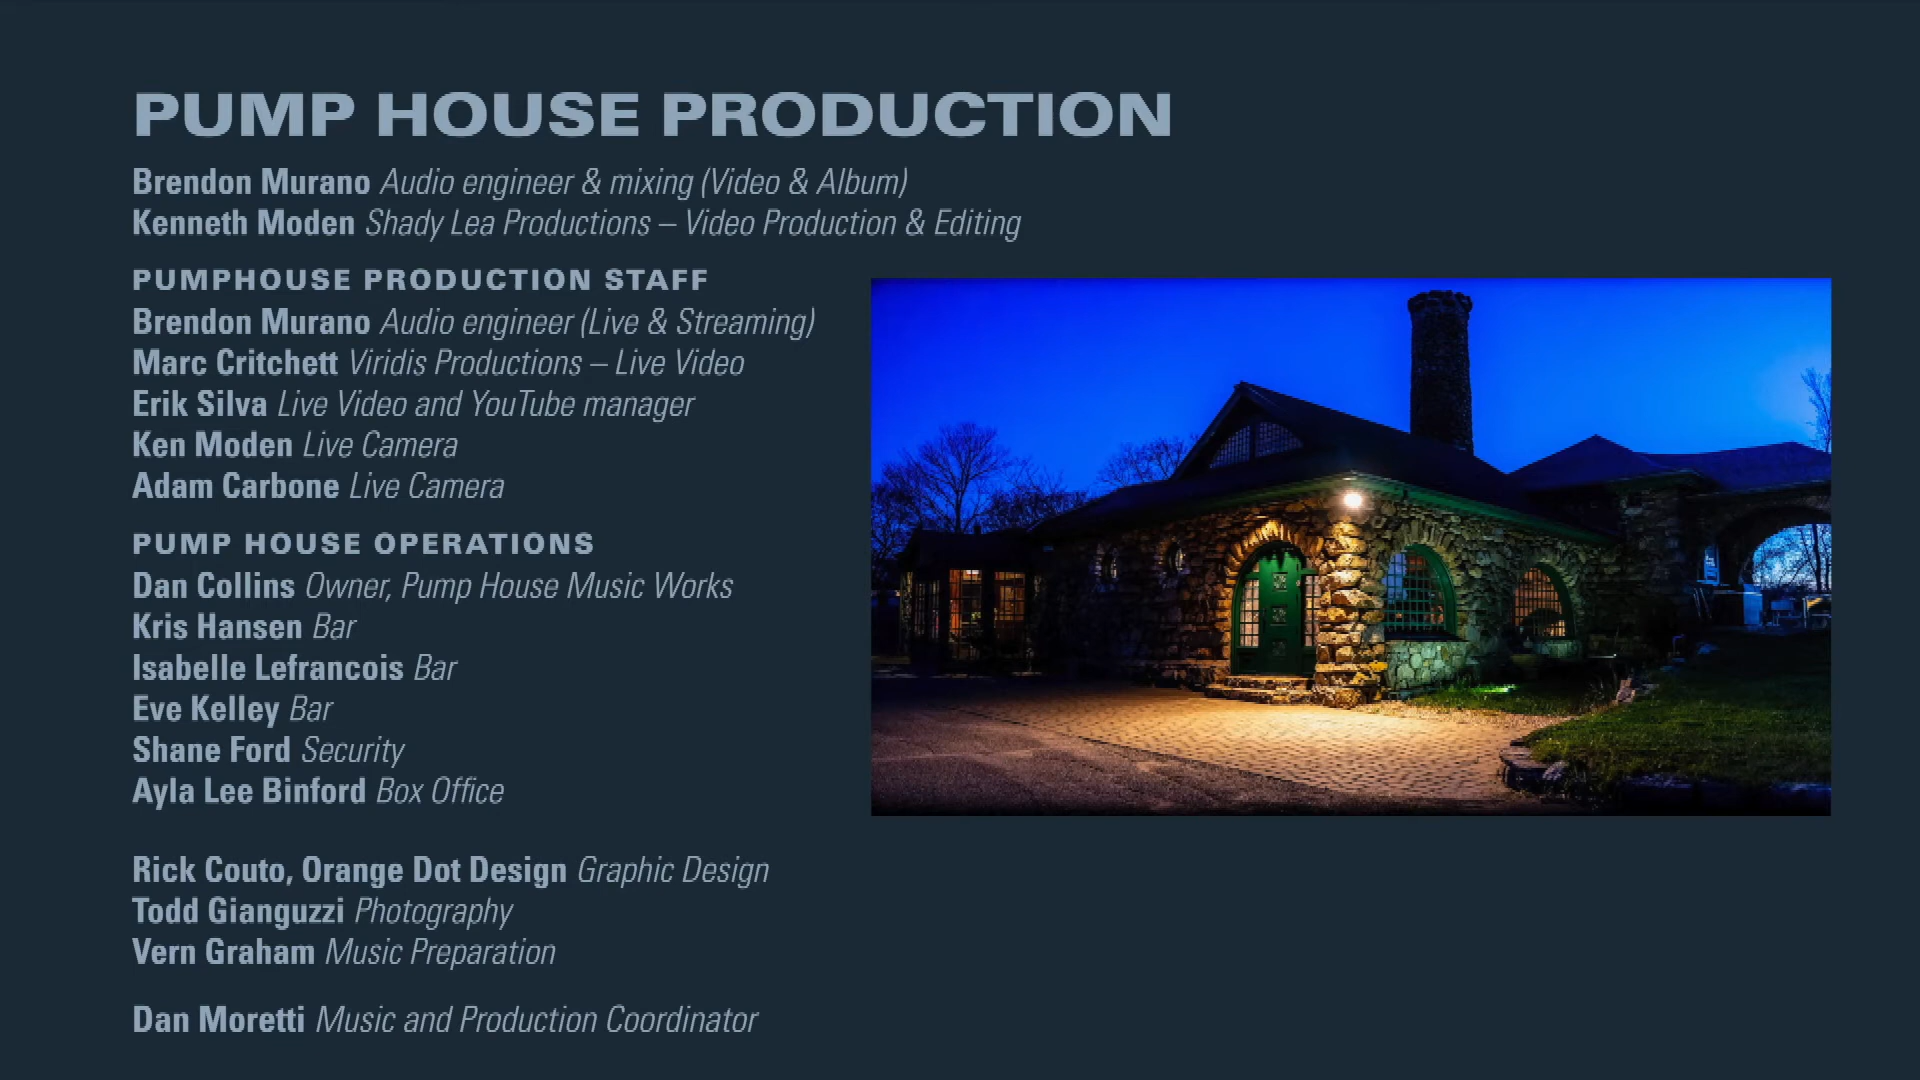 PUMP HOUSE PRODUCTION
Brendon Murano Audio engineer & mixing (Video & Album)
Kenneth Moden Shady Lea Productions – Video Production & Editing
PUMPHOUSE PRODUCTION STAFF
Brendon Murano Audio engineer (Live & Streaming)
Marc Critchett Viridis Productions – Live Video
Erik Silva Live Video and YouTube manager
Ken Moden Live Camera
Adam Carbone Live Camera
PUMP HOUSE OPERATIONS
Dan Collins Owner, Pump House Music Works
Kris Hansen Bar
Isabelle Lefrancois Bar
Eve Kelley Bar
Shane Ford Security
Ayla Lee Binford Box Office
Rick Couto, Orange Dot Design Graphic Design
Todd Gianguzzi Photography
Vern Graham Music Preparation
Dan Moretti Music and Production Coordinator